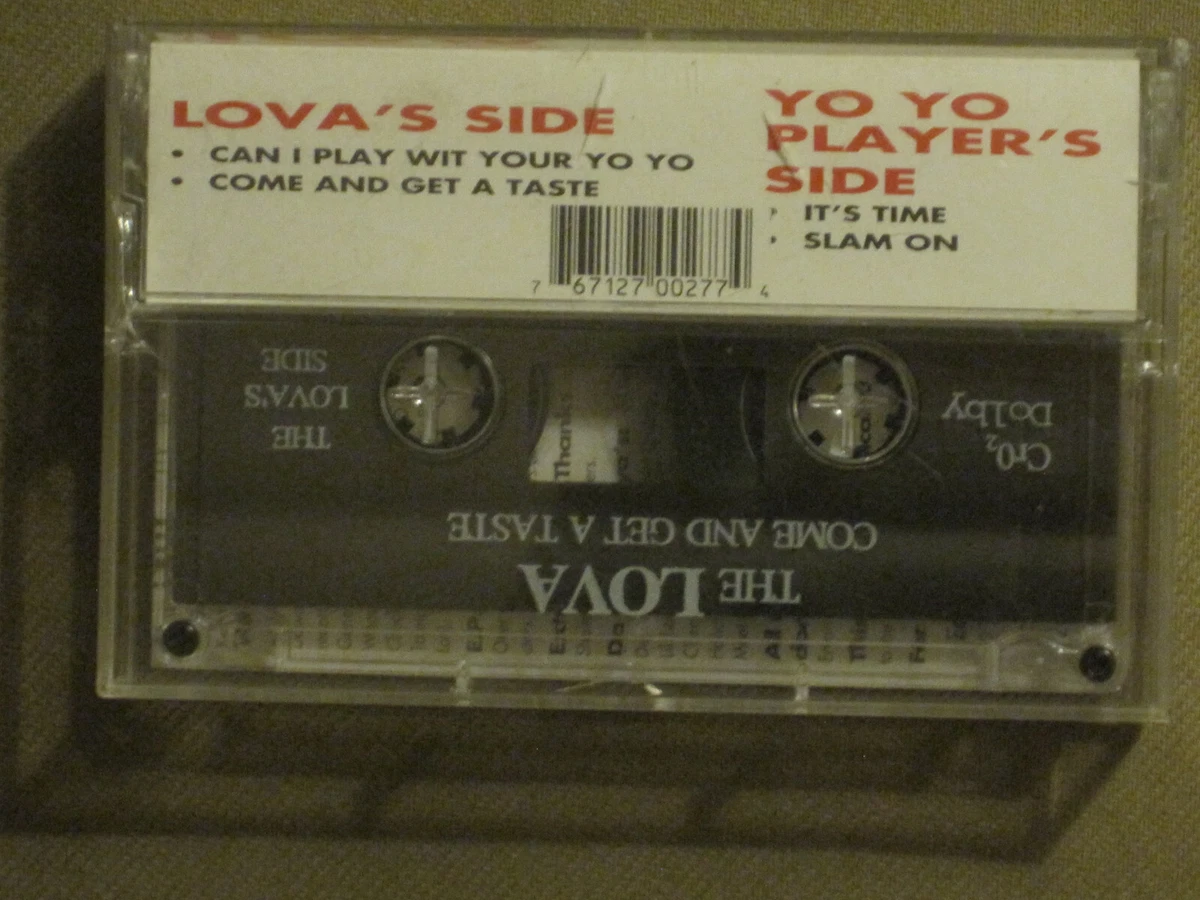 LOVA'S SIDE
• CAN I PLAY WIT YOUR YO YO
• COME AND GET A TASTE
YO YO
PLAYER'S
SIDE
• IT'S TIME
• SLAM ON
7 67127 00277 4
THE
LOVA'S
SIDE
CrO2
Dolby
Thanks
THE LOVA
COME AND GET A TASTE